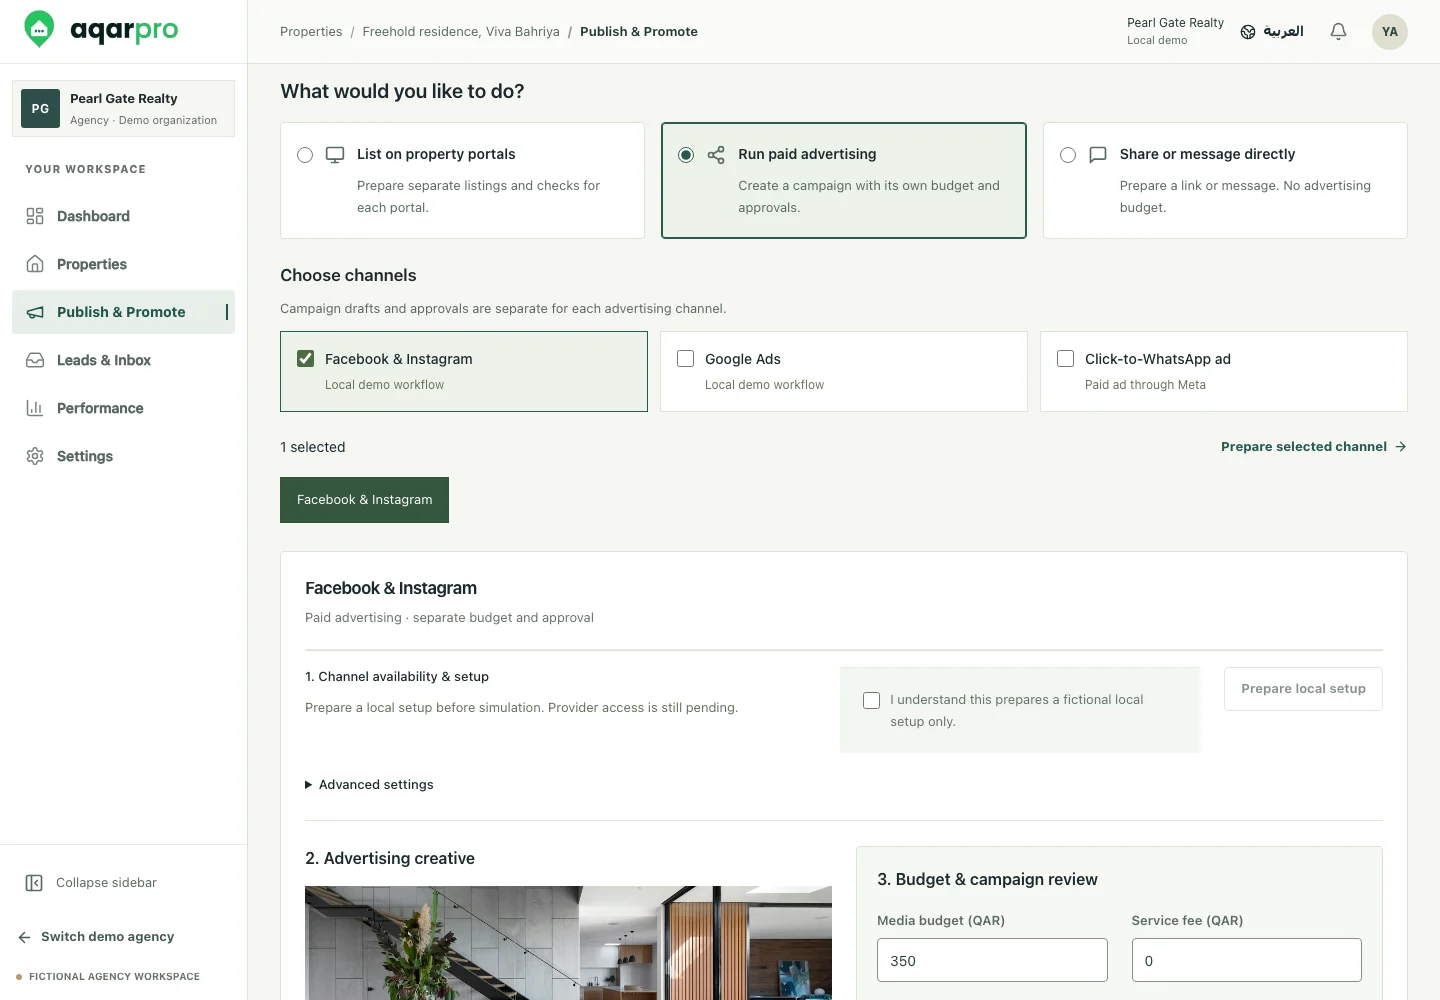 aqarpro
Properties / Freehold residence, Viva Bahriya / Publish & Promote
Pearl Gate Realty
Local demo
العربية
YA
PG
Pearl Gate Realty
Agency · Demo organization
YOUR WORKSPACE
Dashboard
Properties
Publish & Promote
Leads & Inbox
Performance
Settings
Collapse sidebar
Switch demo agency
FICTIONAL AGENCY WORKSPACE
What would you like to do?
List on property portals
Prepare separate listings and checks for
each portal.
Run paid advertising
Create a campaign with its own budget and
approvals.
Share or message directly
Prepare a link or message. No advertising
budget.
Choose channels
Campaign drafts and approvals are separate for each advertising channel.
Facebook & Instagram
Local demo workflow
Google Ads
Local demo workflow
Click-to-WhatsApp ad
Paid ad through Meta
1 selected
Prepare selected channel →
Facebook & Instagram
Facebook & Instagram
Paid advertising · separate budget and approval
1. Channel availability & setup
Prepare a local setup before simulation. Provider access is still pending.
I understand this prepares a fictional local
setup only.
Prepare local setup
Advanced settings
2. Advertising creative
3. Budget & campaign review
Media budget (QAR)
350
Service fee (QAR)
0